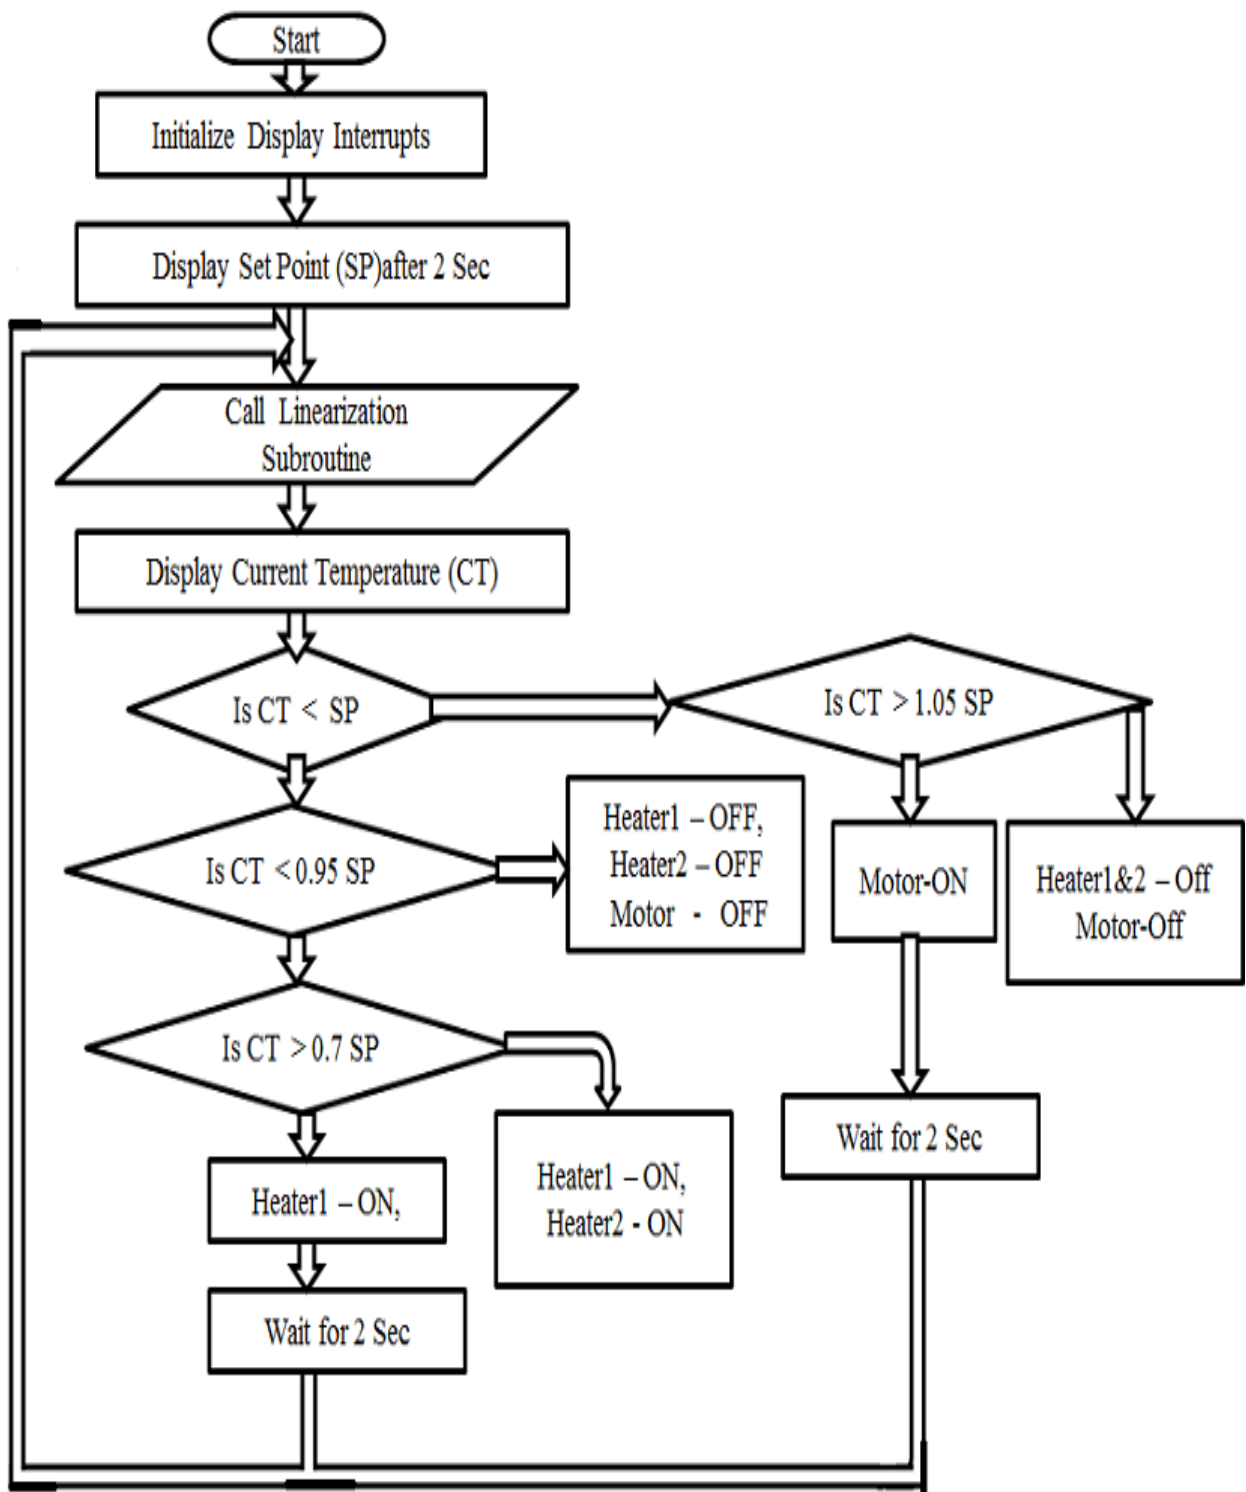 Start
Initialize Display Interrupts
Display Set Point (SP)after 2 Sec
Call Linearization
Subroutine
Display Current Temperature (CT)
Is CT < SP
Is CT > 1.05 SP
Is CT < 0.95 SP
Heater1 – OFF,
Heater2 – OFF
Motor - OFF
Motor-ON
Heater1&2 – Off
Motor-Off
Is CT > 0.7 SP
Heater1 – ON,
Heater2 - ON
Wait for 2 Sec
Heater1 – ON,
Wait for 2 Sec